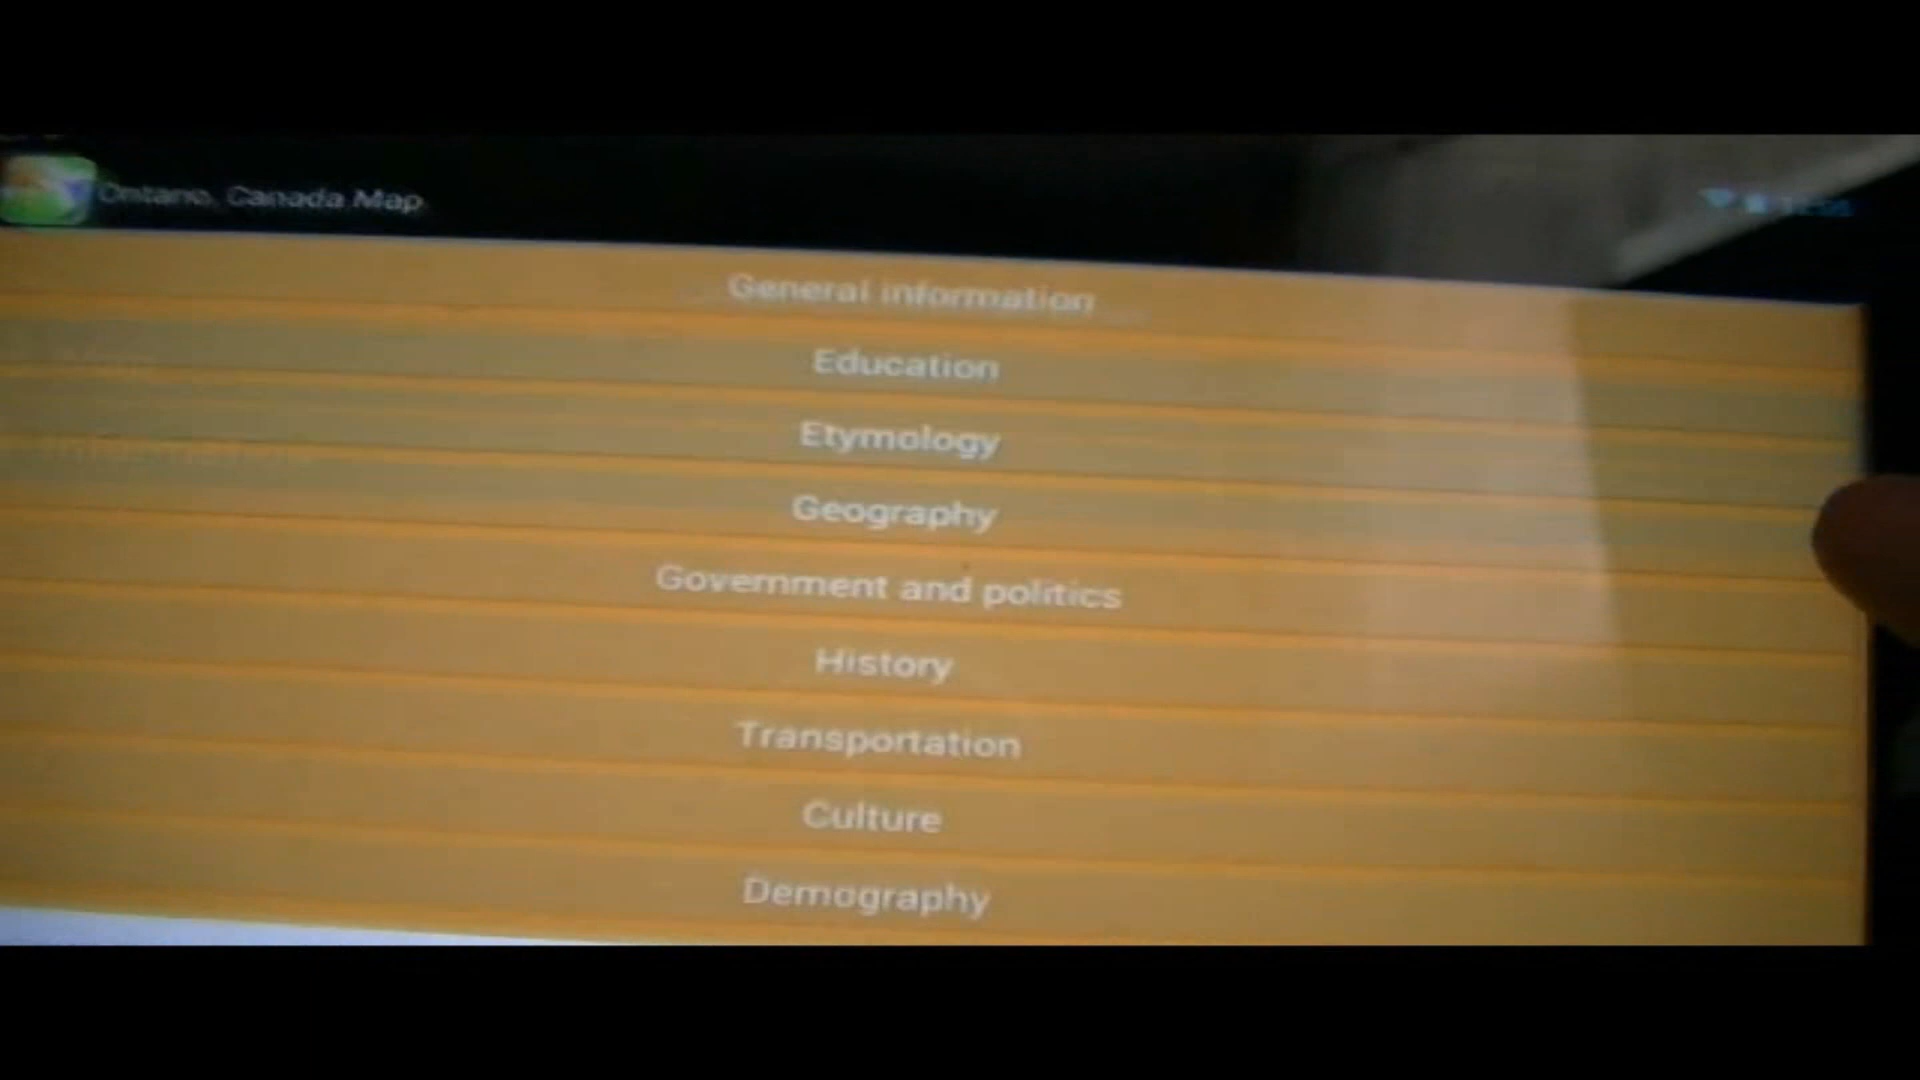 Ontario, Canada Map
General information
Education
Etymology
Geography
Government and politics
History
Transportation
Culture
Demography